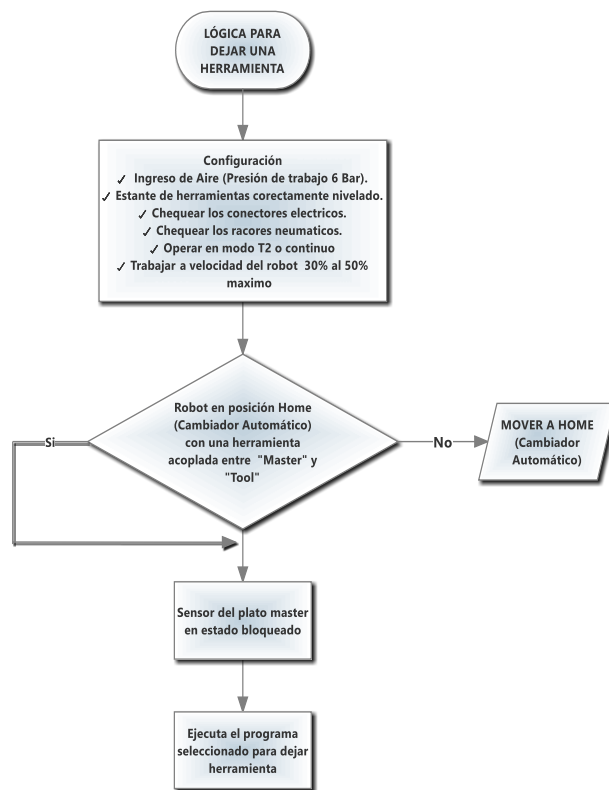 LÓGICA PARA
DEJAR UNA
HERRAMIENTA
Configuración
✓ Ingreso de Aire (Presión de trabajo 6 Bar).
✓ Estante de herramientas correctamente nivelado.
✓ Chequear los conectores electricos.
✓ Chequear los racores neumaticos.
✓ Operar en modo T2 o continuo
✓ Trabajar a velocidad del robot 30% al 50%
maximo
Robot en posición Home
(Cambiador Automático)
con una herramienta
acoplada entre "Master" y
"Tool"
Si
No
MOVER A HOME
(Cambiador
Automático)
Sensor del plato master
en estado bloqueado
Ejecuta el programa
seleccionado para dejar
herramienta